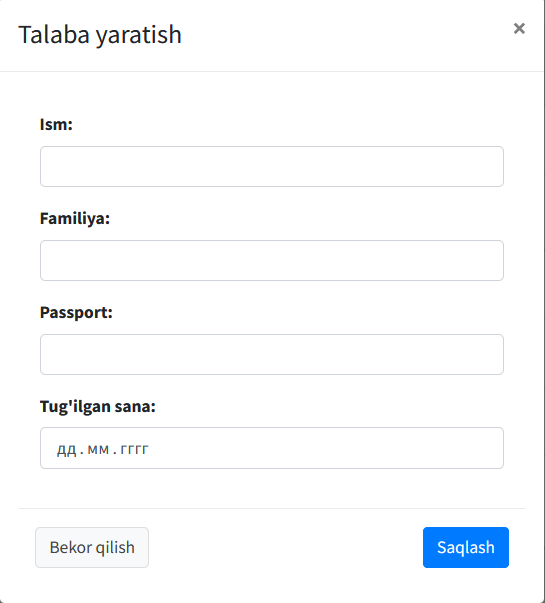 Talaba yaratish ×
Ism:
Familiya:
Passport:
Tug'ilgan sana:
дд . мм . гггг
Bekor qilish Saqlash